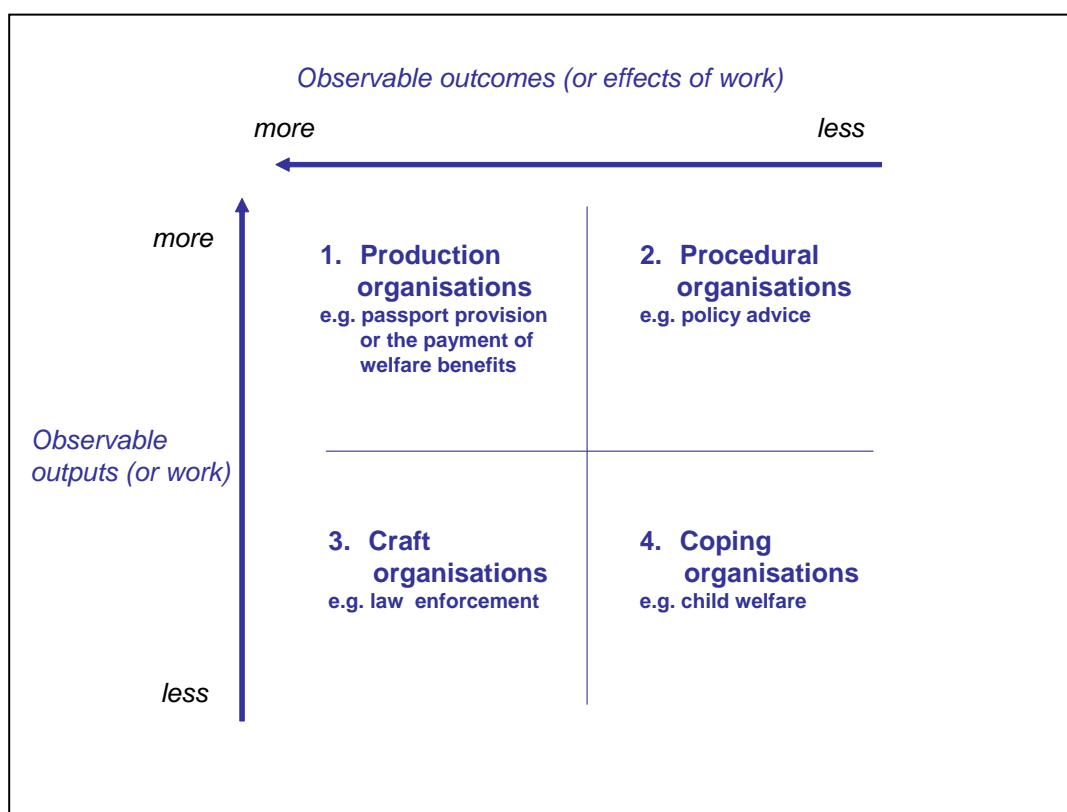 Observable outcomes (or effects of work)
more
less
more
1. Production
organisations
e.g. passport provision
or the payment of
welfare benefits
2. Procedural
organisations
e.g. policy advice
Observable
outputs (or work)
3. Craft
organisations
e.g. law enforcement
4. Coping
organisations
e.g. child welfare
less